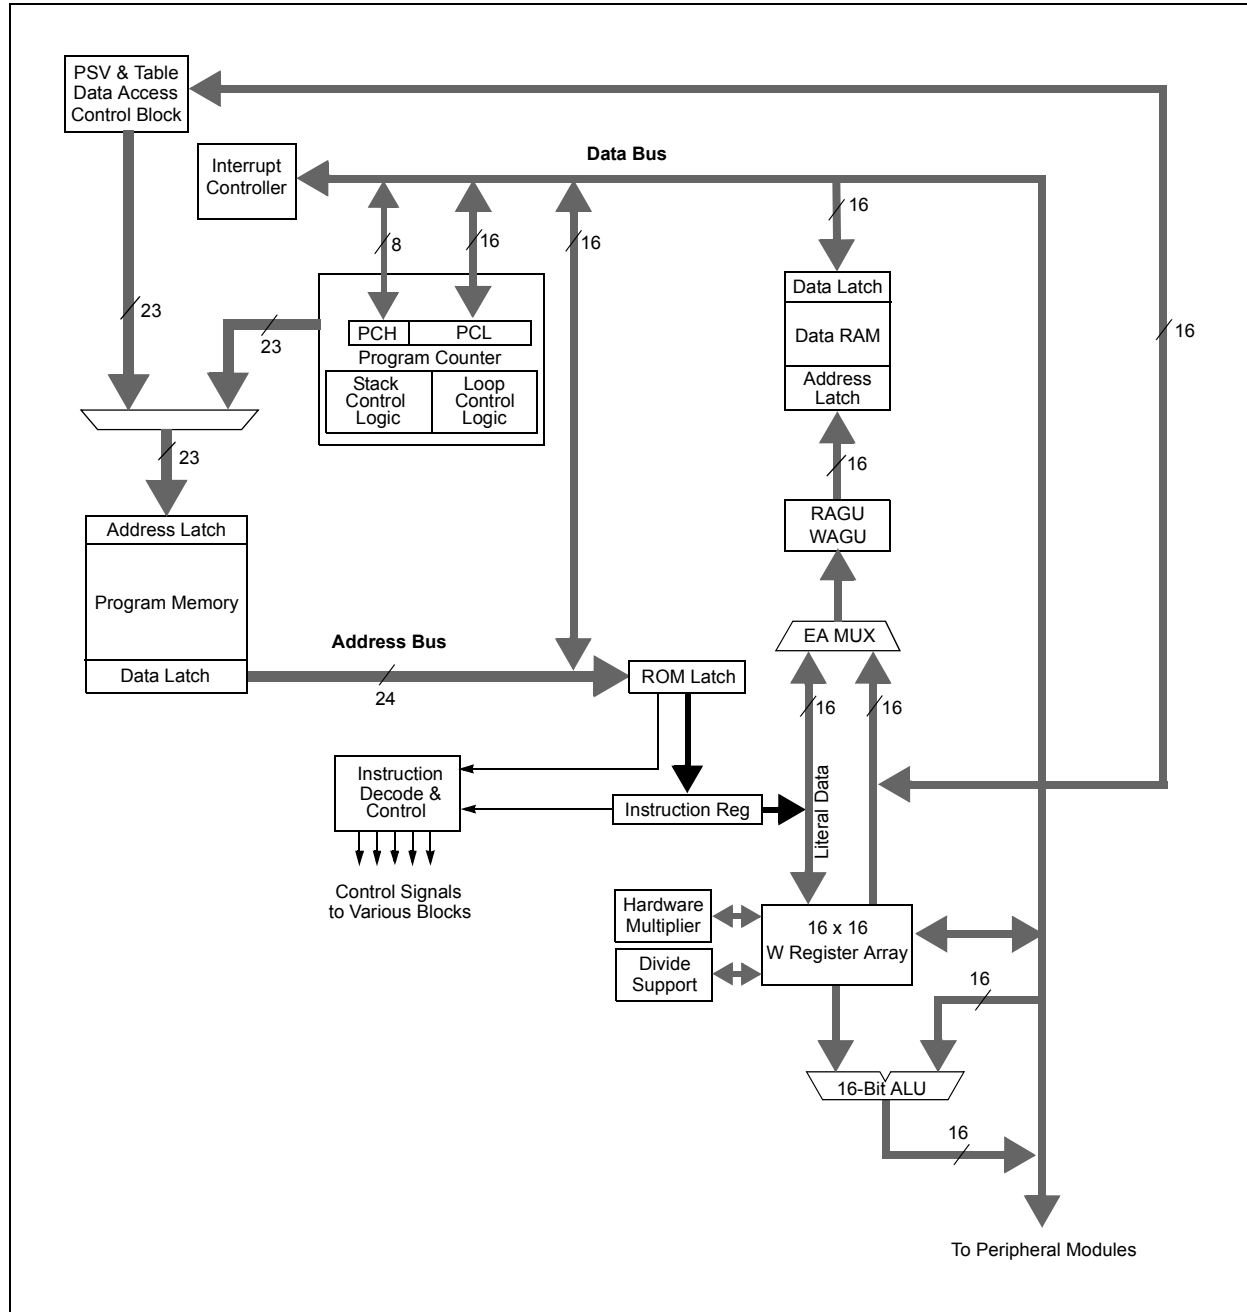 PSV & Table
Data Access
Control Block
Data Bus
Interrupt
Controller
16
8
16
16
23
16
Data Latch
23
PCH
PCL
Data RAM
Program Counter
Stack
Control
Logic
Loop
Control
Logic
Address
Latch
23
16
RAGU
WAGU
Address Latch
Program Memory
EA MUX
Address Bus
Data Latch
ROM Latch
24
16
16
Instruction
Decode &
Control
Instruction Reg
Literal Data
Control Signals
to Various Blocks
Hardware
Multiplier
16 x 16
W Register Array
Divide
Support
16
16-Bit ALU
16
To Peripheral Modules